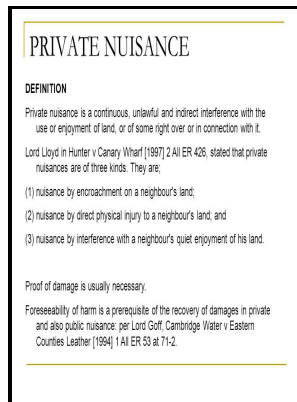 PRIVATE NUISANCE
DEFINITION
Private nuisance is a continuous, unlawful and indirect interference with the
use or enjoyment of land, or of some right over or in connection with it.
Lord Lloyd in Hunter v Canary Wharf [1997] 2 All ER 426, stated that private
nuisances are of three kinds. They are;
(1) nuisance by encroachment on a neighbour's land;
(2) nuisance by direct physical injury to a neighbour's land; and
(3) nuisance by interference with a neighbour's quiet enjoyment of his land.
Proof of damage is usually necessary.
Foreseeability of harm is a prerequisite of the recovery of damages in private
and also public nuisance: per Lord Goff, Cambridge Water v Eastern
Counties Leather [1994] 1 All ER 53 at 71-2.